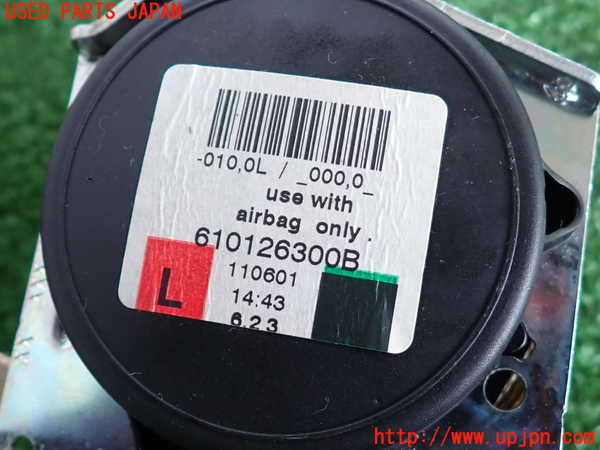 USED PARTS JAPAN
-010,0L / _000,0_
use with
airbag only.
610126300B
110601
L
14:43
6.2.3
http://www.upjpn.com/